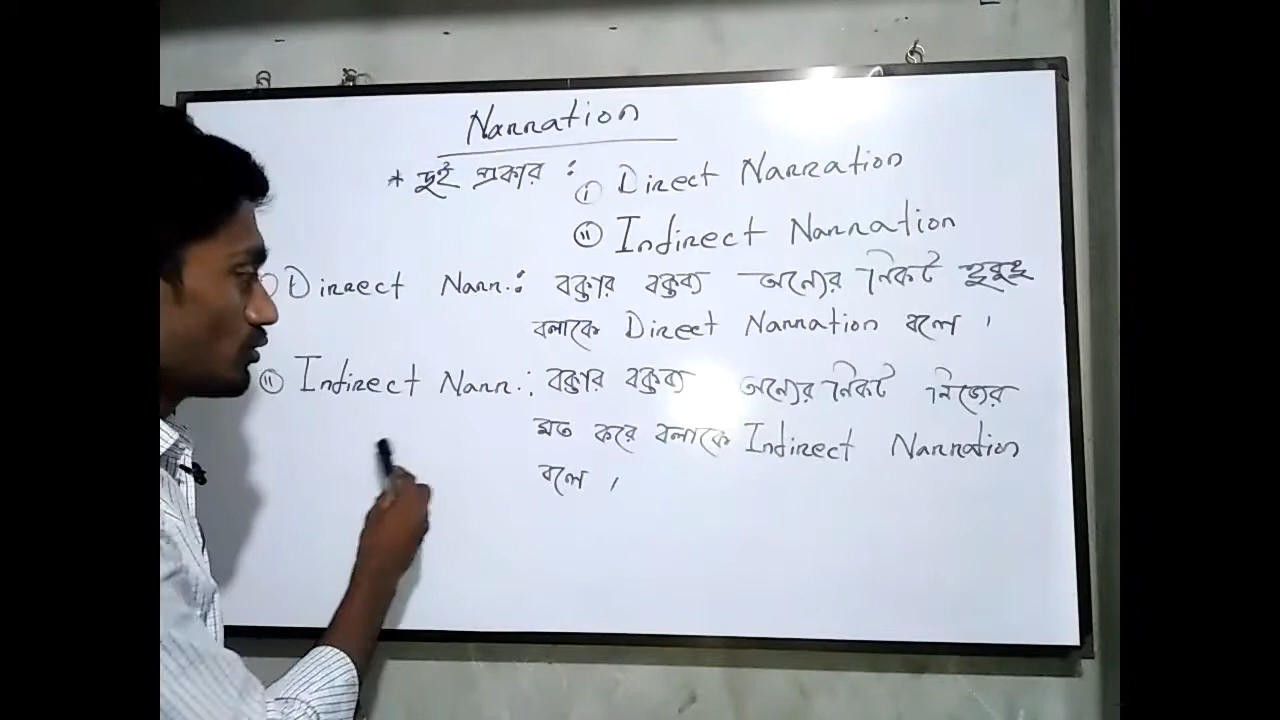 Narration
* দুই প্রকার : (i) Direct Narration
(ii) Indirect Narration
) Direct Narr. : বক্তার বক্তব্য অন্যের নিকট হুবুহু
বলাকে Direct Narration বলে ।
(ii) Indirect Narr. : বক্তার বক্তব্য অন্যের নিকট নিজের
মত করে বলাকে Indirect Narration
বলে ।